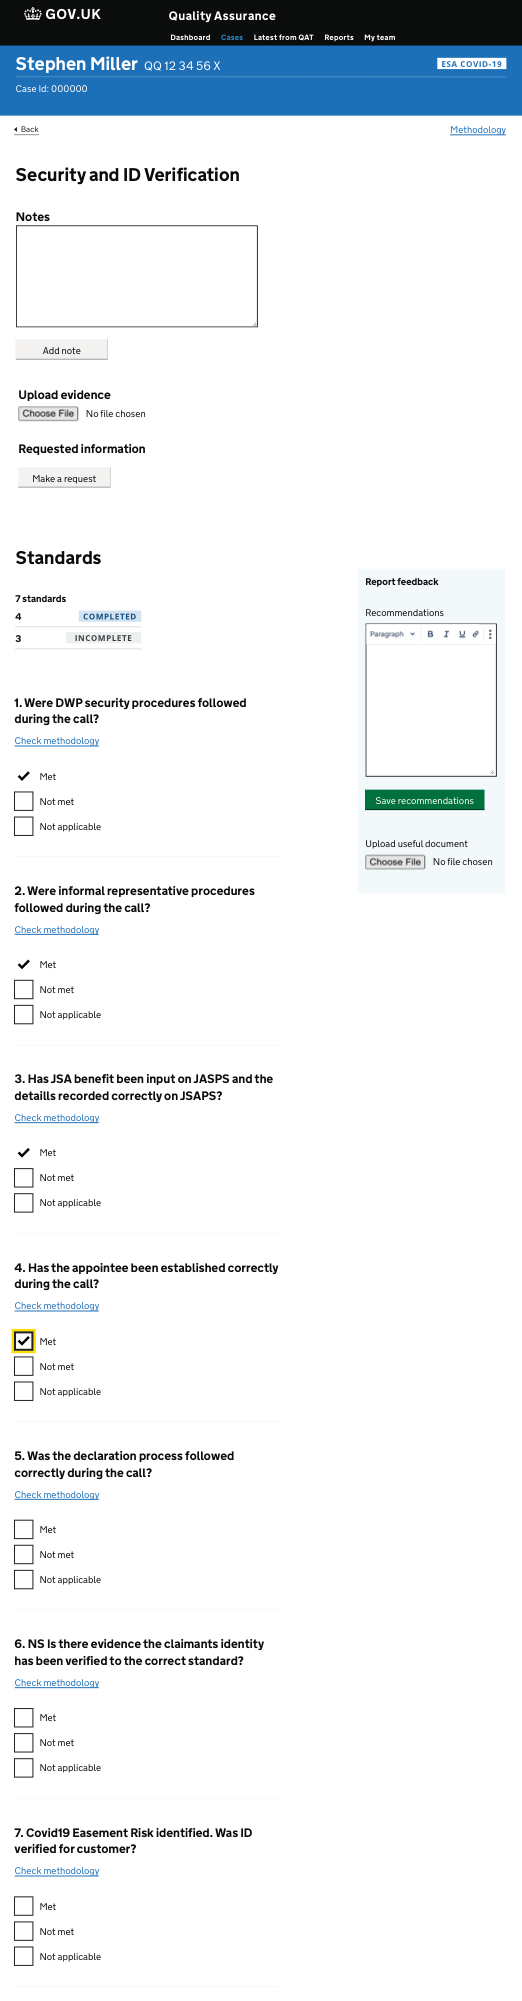 GOV.UK
Quality Assurance
Dashboard Cases Latest from QAT Reports My team
Stephen Miller QQ 12 34 56 X
ESA COVID-19
Case Id: 000000
Back
Methodology
Security and ID Verification
Notes
Add note
Upload evidence
Choose File No file chosen
Requested information
Make a request
Standards
7 standards
4 COMPLETED
3 INCOMPLETE
Report feedback
Recommendations
Paragraph B I U
Save recommendations
Upload useful document
Choose File No file chosen
1. Were DWP security procedures followed
during the call?
Check methodology
Met
Not met
Not applicable
2. Were informal representative procedures
followed during the call?
Check methodology
Met
Not met
Not applicable
3. Has JSA benefit been input on JASPS and the
detaills recorded correctly on JSAPS?
Check methodology
Met
Not met
Not applicable
4. Has the appointee been established correctly
during the call?
Check methodology
Met
Not met
Not applicable
5. Was the declaration process followed
correctly during the call?
Check methodology
Met
Not met
Not applicable
6. NS Is there evidence the claimants identity
has been verified to the correct standard?
Check methodology
Met
Not met
Not applicable
7. Covid19 Easement Risk identified. Was ID
verified for customer?
Check methodology
Met
Not met
Not applicable